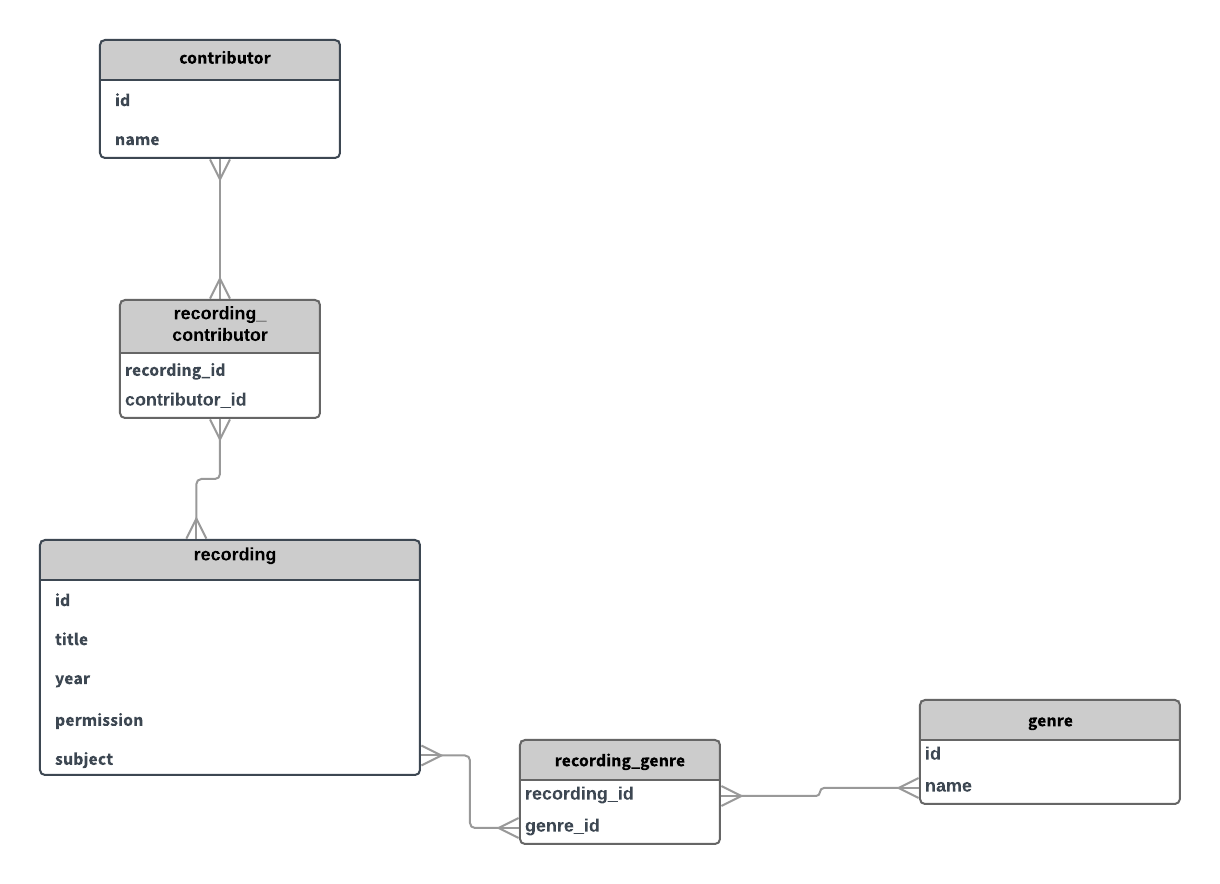 contributor
id
name
recording_
contributor
recording_id
contributor_id
recording
id
title
year
permission
subject
recording_genre
recording_id
genre_id
genre
id
name